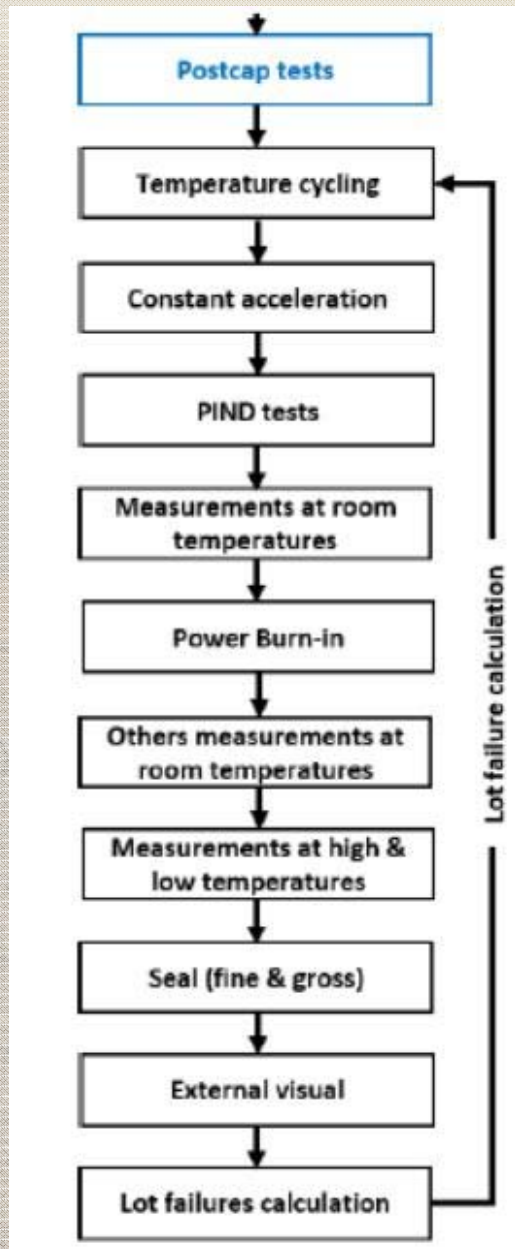 Postcap tests
Temperature cycling
Constant acceleration
PIND tests
Measurements at room
temperatures
Power Burn-in
Others measurements at
room temperatures
Measurements at high &
low temperatures
Seal (fine & gross)
External visual
Lot failures calculation
Lot failure calculation